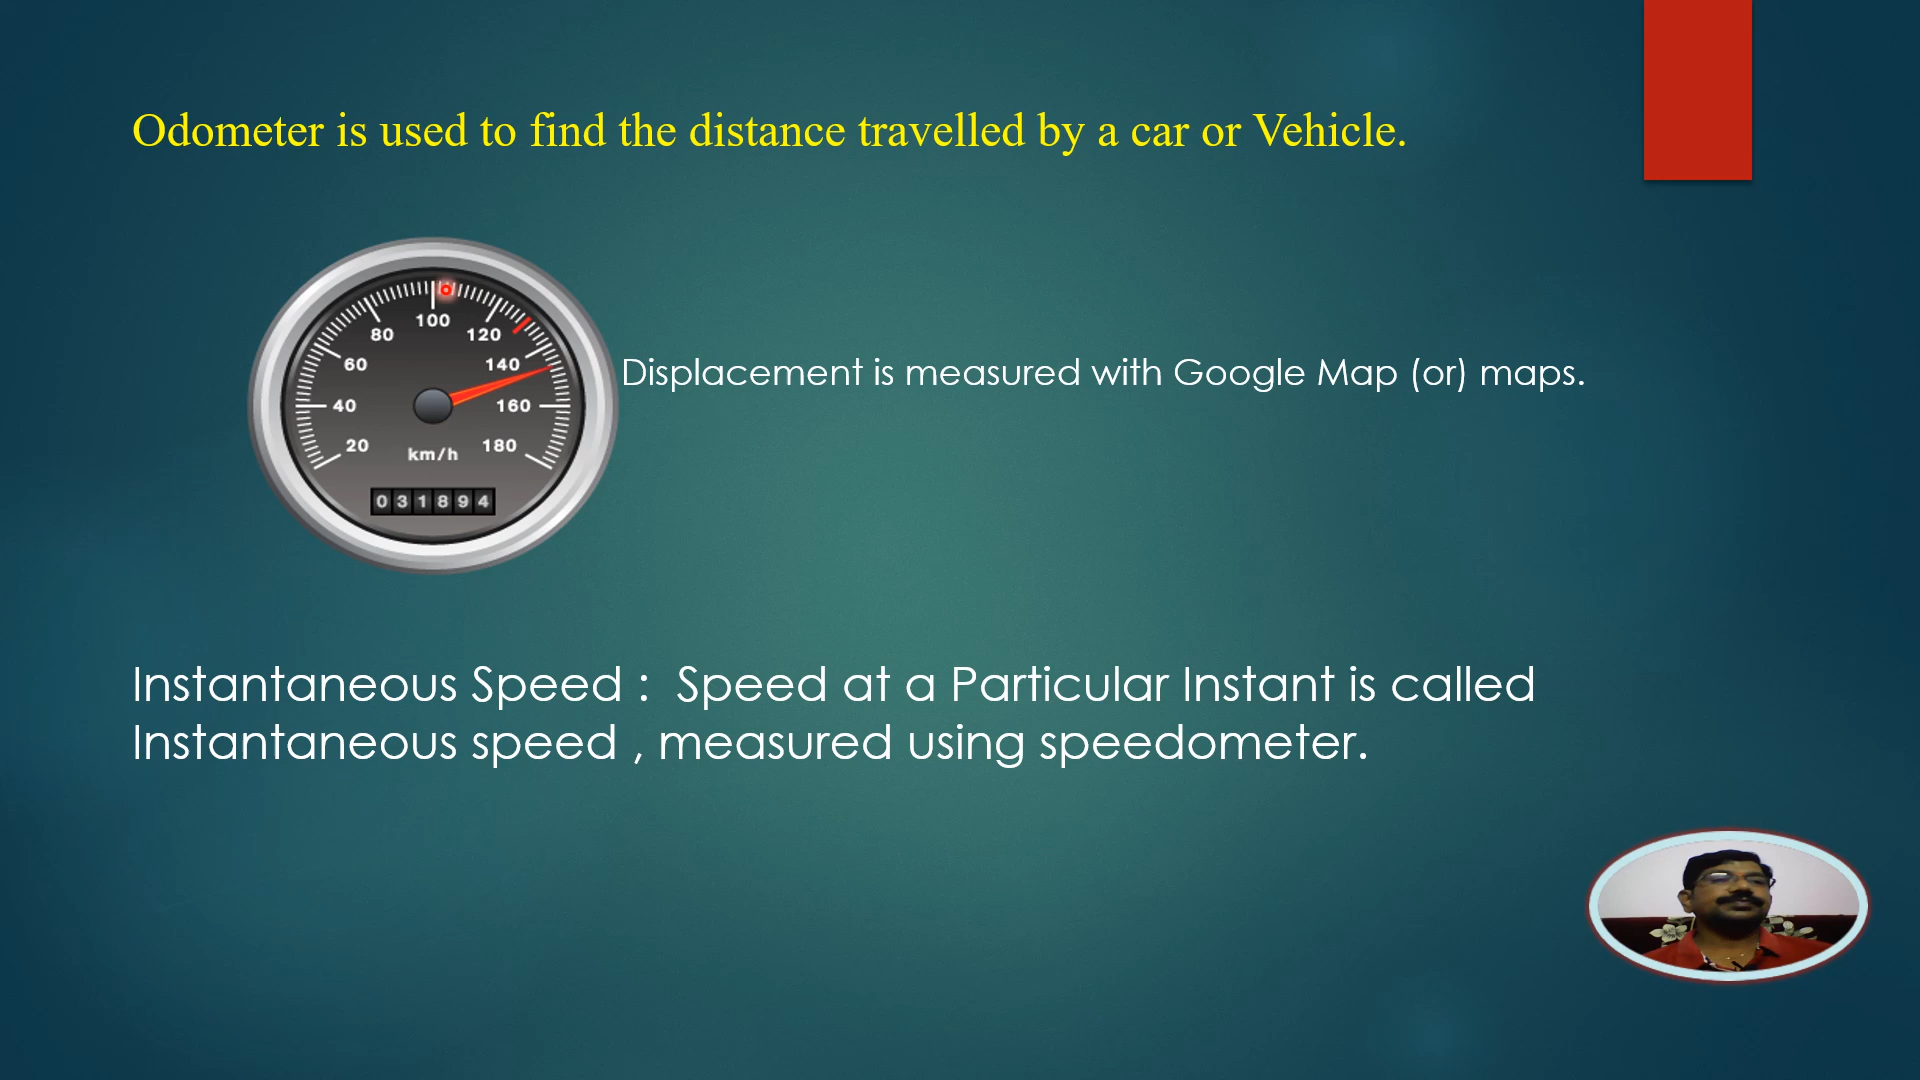 Odometer is used to find the distance travelled by a car or Vehicle.
100
80
120
60
140
Displacement is measured with Google Map (or) maps.
40
160
20
180
km/h
031894
Instantaneous Speed :  Speed at a Particular Instant is called
Instantaneous speed , measured using speedometer.